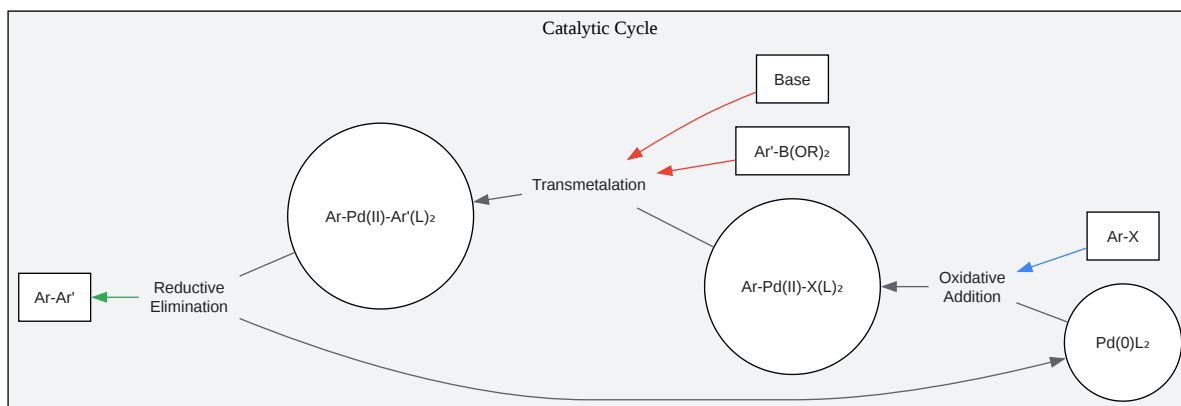 Catalytic Cycle
Base
Ar'-B(OR)₂
Transmetalation
Ar-Pd(II)-Ar'(L)₂
Ar-X
Ar-Ar'
Reductive
Elimination
Ar-Pd(II)-X(L)₂
Oxidative
Addition
Pd(0)L₂